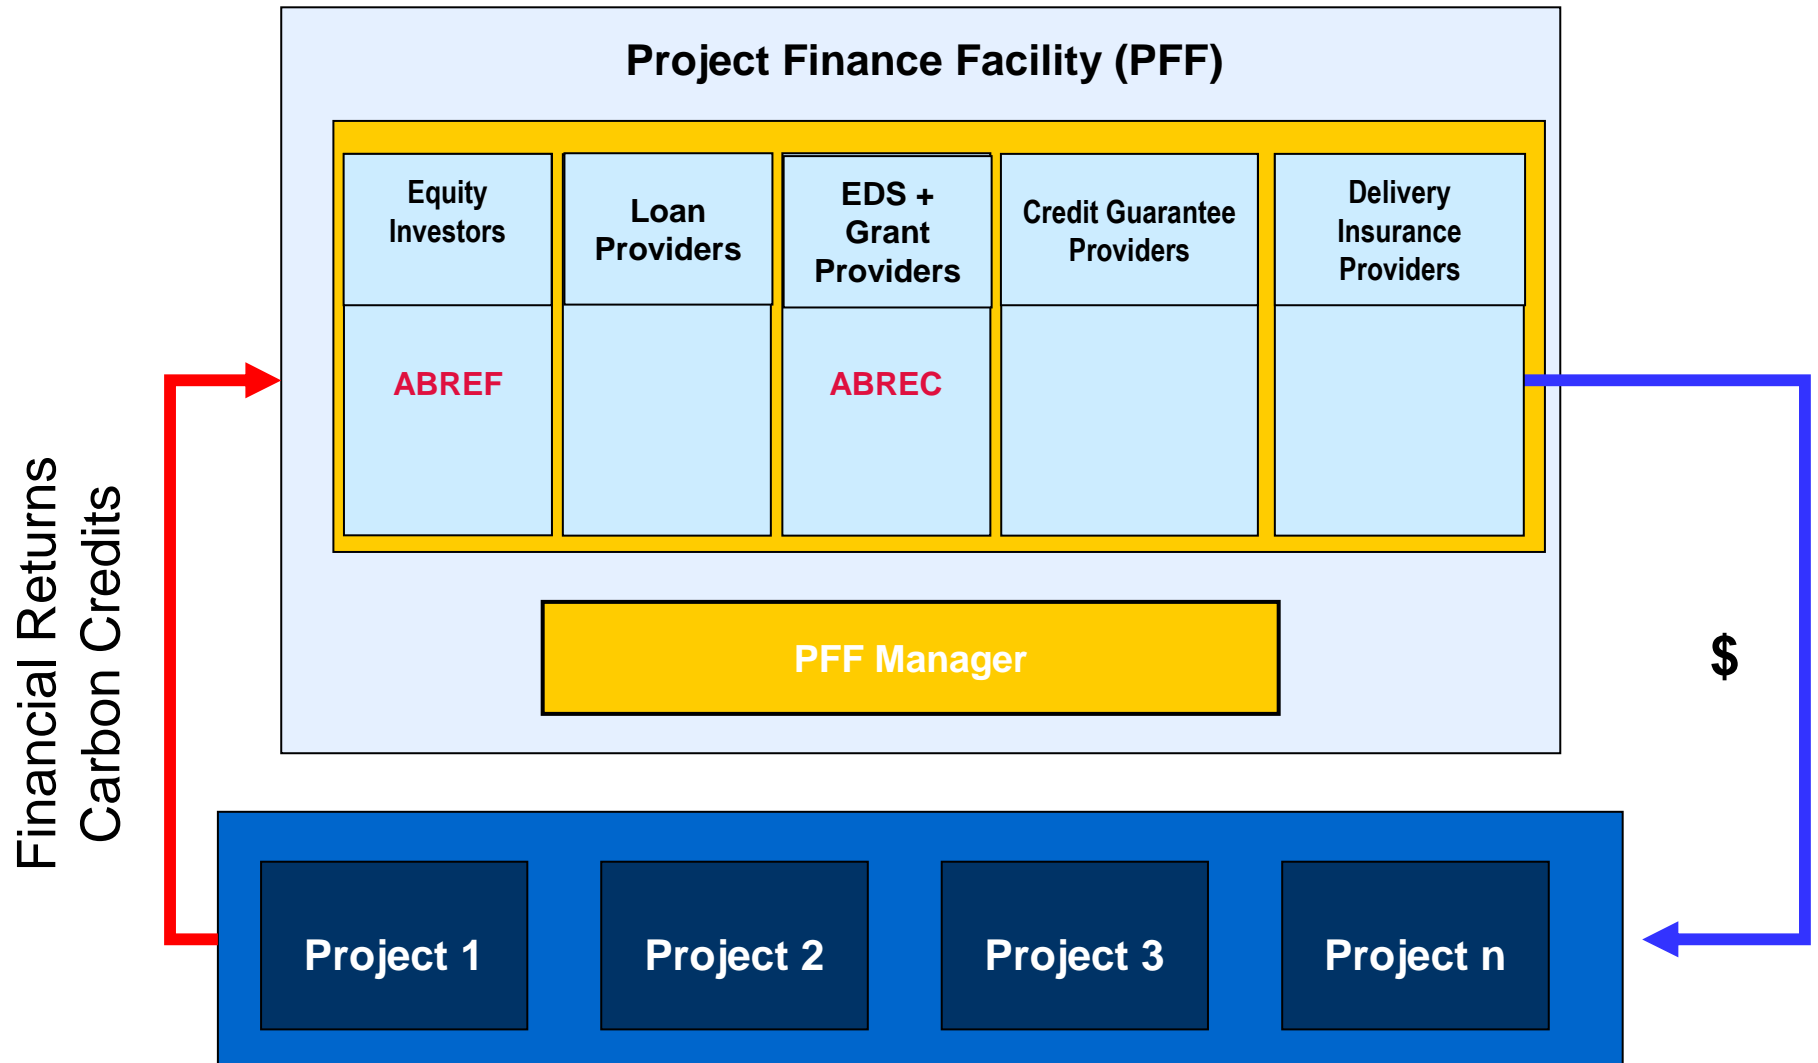 Project Finance Facility (PFF)
Equity
Investors
Loan
Providers
EDS +
Grant
Providers
Credit Guarantee
Providers
Delivery
Insurance
Providers
ABREF
ABREC
PFF Manager
Financial Returns
Carbon Credits
$
Project 1
Project 2
Project 3
Project n